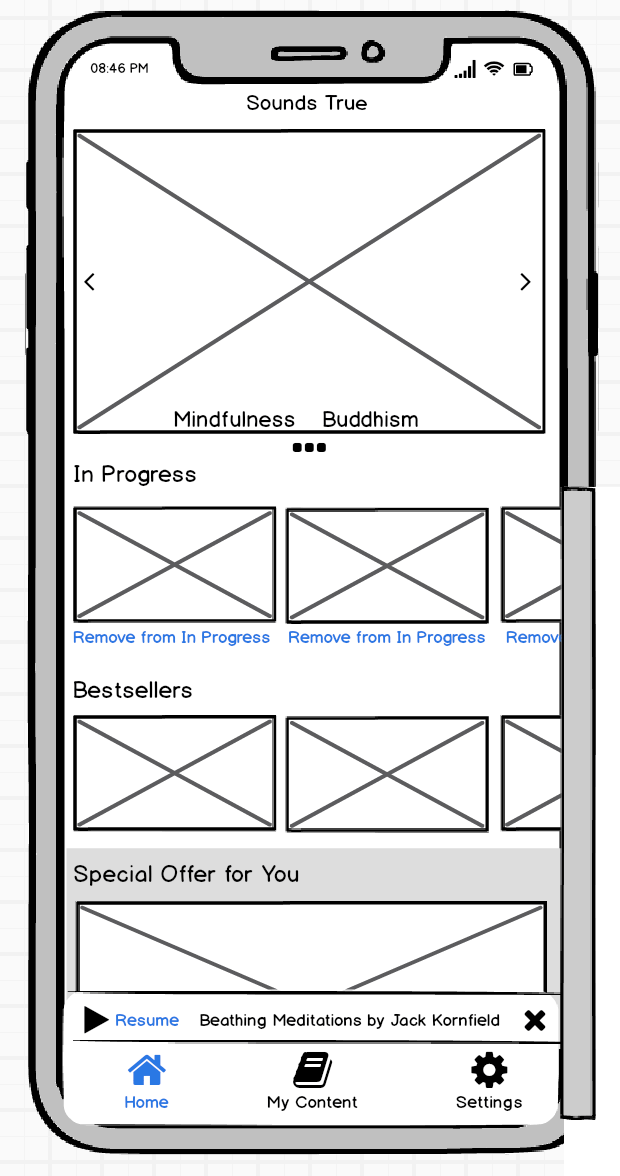 08:46 PM
Sounds True
Mindfulness Buddhism
In Progress
Remove from In Progress Remove from In Progress Remov
Bestsellers
Special Offer for You
Resume Beathing Meditations by Jack Kornfield
Home My Content Settings